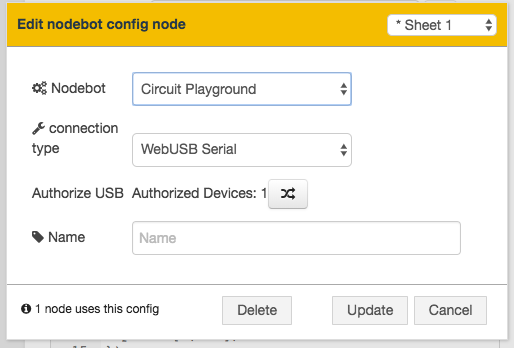 Edit nodebot config node
* Sheet 1
Nodebot
Circuit Playground
connection
type
WebUSB Serial
Authorize USB Authorized Devices: 1
Name
Name
1 node uses this config
Delete
Update
Cancel